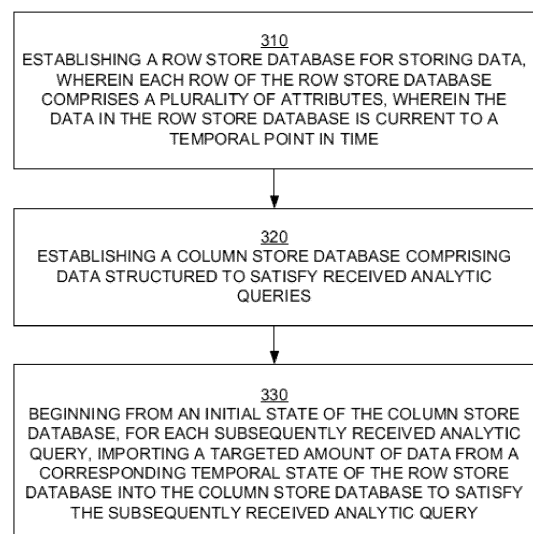 310
ESTABLISHING A ROW STORE DATABASE FOR STORING DATA,
WHEREIN EACH ROW OF THE ROW STORE DATABASE
COMPRISES A PLURALITY OF ATTRIBUTES, WHEREIN THE
DATA IN THE ROW STORE DATABASE IS CURRENT TO A
TEMPORAL POINT IN TIME
320
ESTABLISHING A COLUMN STORE DATABASE COMPRISING
DATA STRUCTURED TO SATISFY RECEIVED ANALYTIC
QUERIES
330
BEGINNING FROM AN INITIAL STATE OF THE COLUMN STORE
DATABASE, FOR EACH SUBSEQUENTLY RECEIVED ANALYTIC
QUERY, IMPORTING A TARGETED AMOUNT OF DATA FROM A
CORRESPONDING TEMPORAL STATE OF THE ROW STORE
DATABASE INTO THE COLUMN STORE DATABASE TO SATISFY
THE SUBSEQUENTLY RECEIVED ANALYTIC QUERY